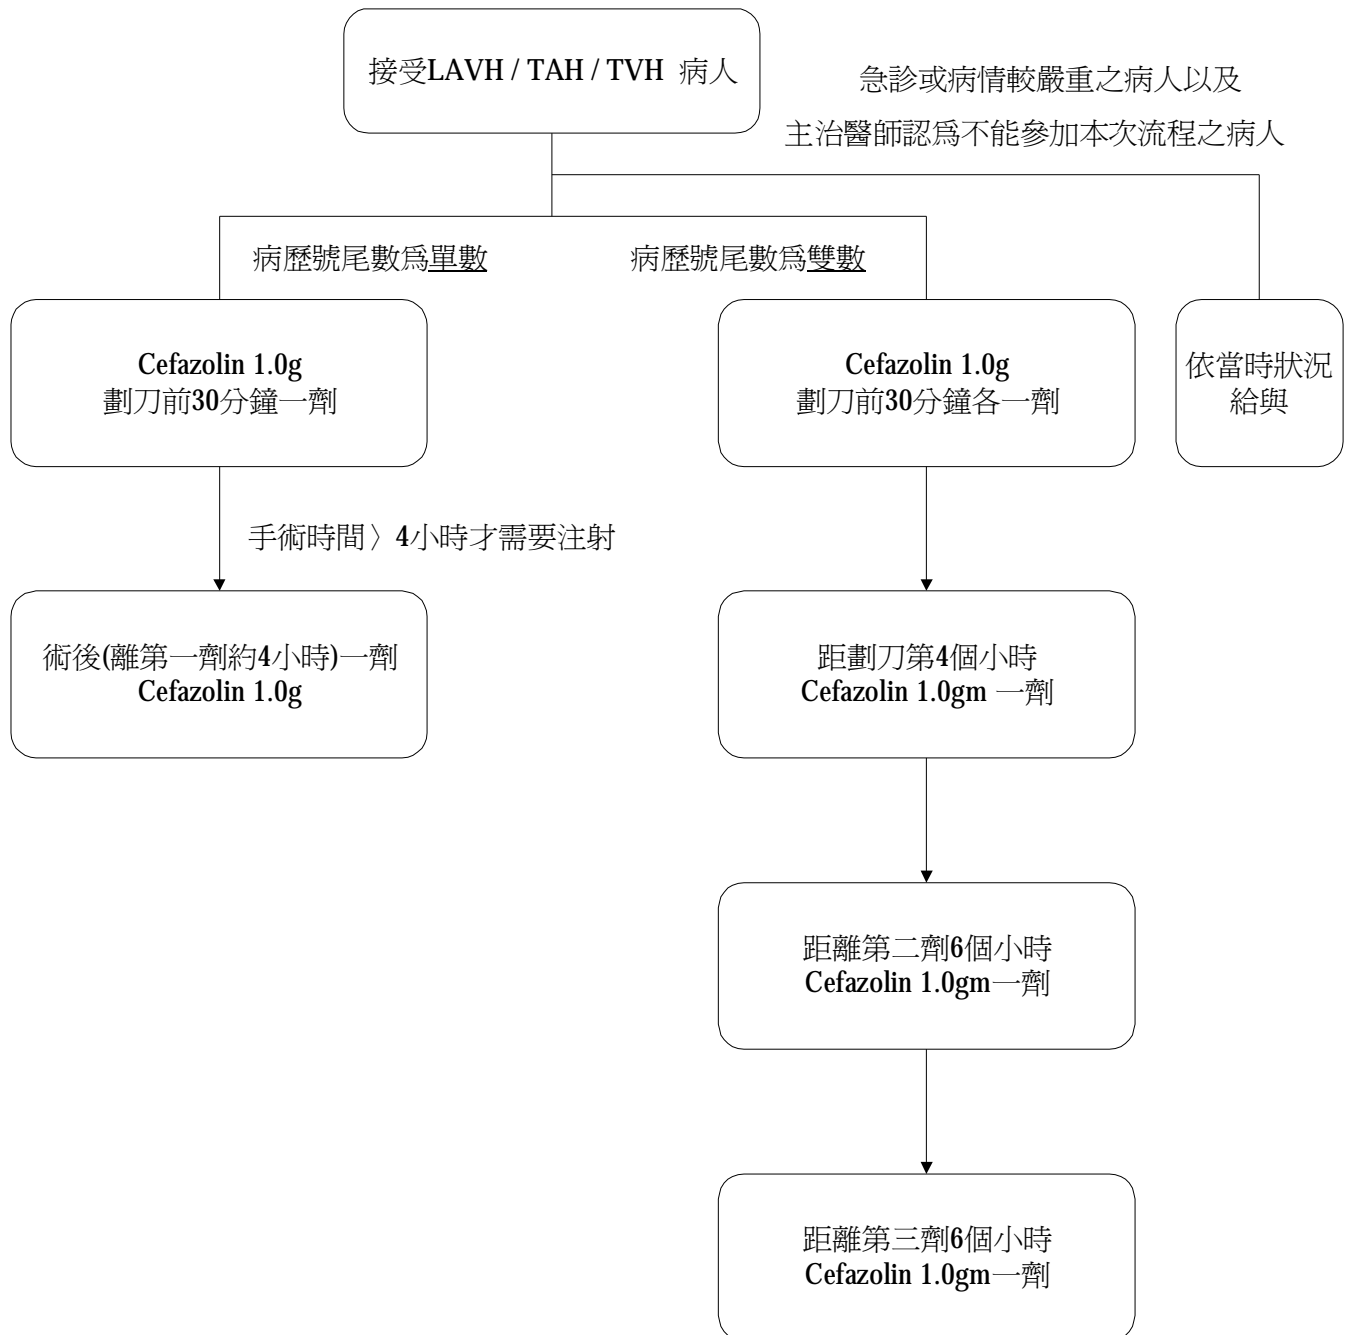 接受LAVH / TAH / TVH 病人
急診或病情較嚴重之病人以及
主治醫師認為不能參加本次流程之病人
病歷號尾數為單數
病歷號尾數為雙數
Cefazolin 1.0g
劃刀前30分鐘一劑
Cefazolin 1.0g
劃刀前30分鐘各一劑
依當時狀況
給與
手術時間〉4小時才需要注射
術後(離第一劑約4小時)一劑
Cefazolin 1.0g
距劃刀第4個小時
Cefazolin 1.0gm 一劑
距離第二劑6個小時
Cefazolin 1.0gm一劑
距離第三劑6個小時
Cefazolin 1.0gm一劑